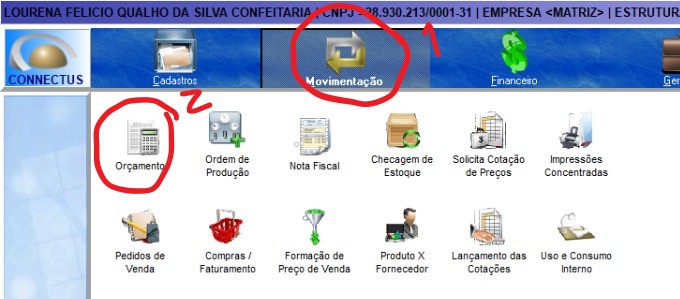 LOURENA FELICIO QUALHO DA SILVA CONFEITARIA | CNPJ - 28.930.213/0001-31 | EMPRESA <MATRIZ> | ESTRUTUR
CONNECTUS
Cadastros
Movimentação
Financeiro
Ger
1
2
Orçamento
Ordem de Produção
Nota Fiscal
Checagem de Estoque
Solicita Cotação de Preços
Impressões Concentradas
Pedidos de Venda
Compras / Faturamento
Formação de Preço de Venda
Produto X Fornecedor
Lançamento das Cotações
Uso e Consumo Interno